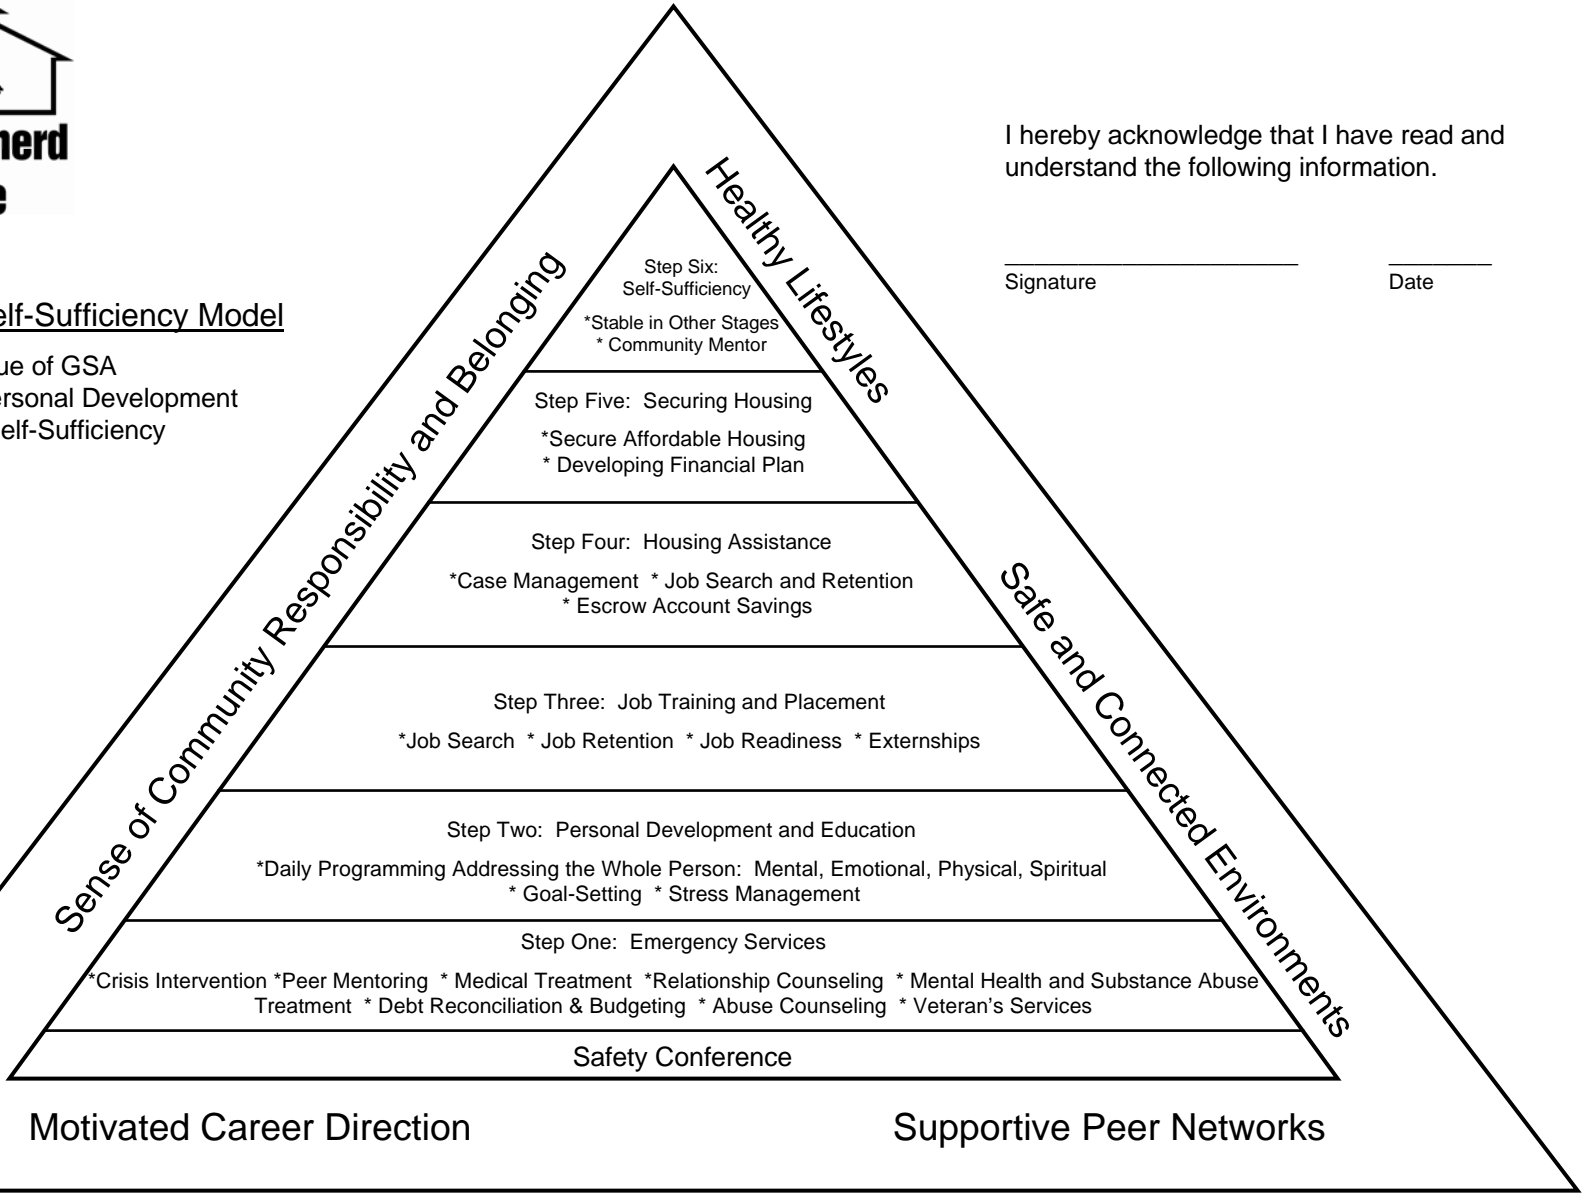 herd
e
elf-Sufficiency Model
ue of GSA
ersonal Development
elf-Sufficiency
I hereby acknowledge that I have read and
understand the following information.
____________________ _______
Signature Date
Sense of Community Responsibility and Belonging
Healthy Lifestyles
Safe and Connected Environments
Step Six:
Self-Sufficiency
*Stable in Other Stages
* Community Mentor
Step Five: Securing Housing
*Secure Affordable Housing
* Developing Financial Plan
Step Four: Housing Assistance
*Case Management * Job Search and Retention
* Escrow Account Savings
Step Three: Job Training and Placement
*Job Search * Job Retention * Job Readiness * Externships
Step Two: Personal Development and Education
*Daily Programming Addressing the Whole Person: Mental, Emotional, Physical, Spiritual
* Goal-Setting * Stress Management
Step One: Emergency Services
*Crisis Intervention *Peer Mentoring * Medical Treatment *Relationship Counseling * Mental Health and Substance Abuse
Treatment * Debt Reconciliation & Budgeting * Abuse Counseling * Veteran’s Services
Safety Conference
Motivated Career Direction
Supportive Peer Networks